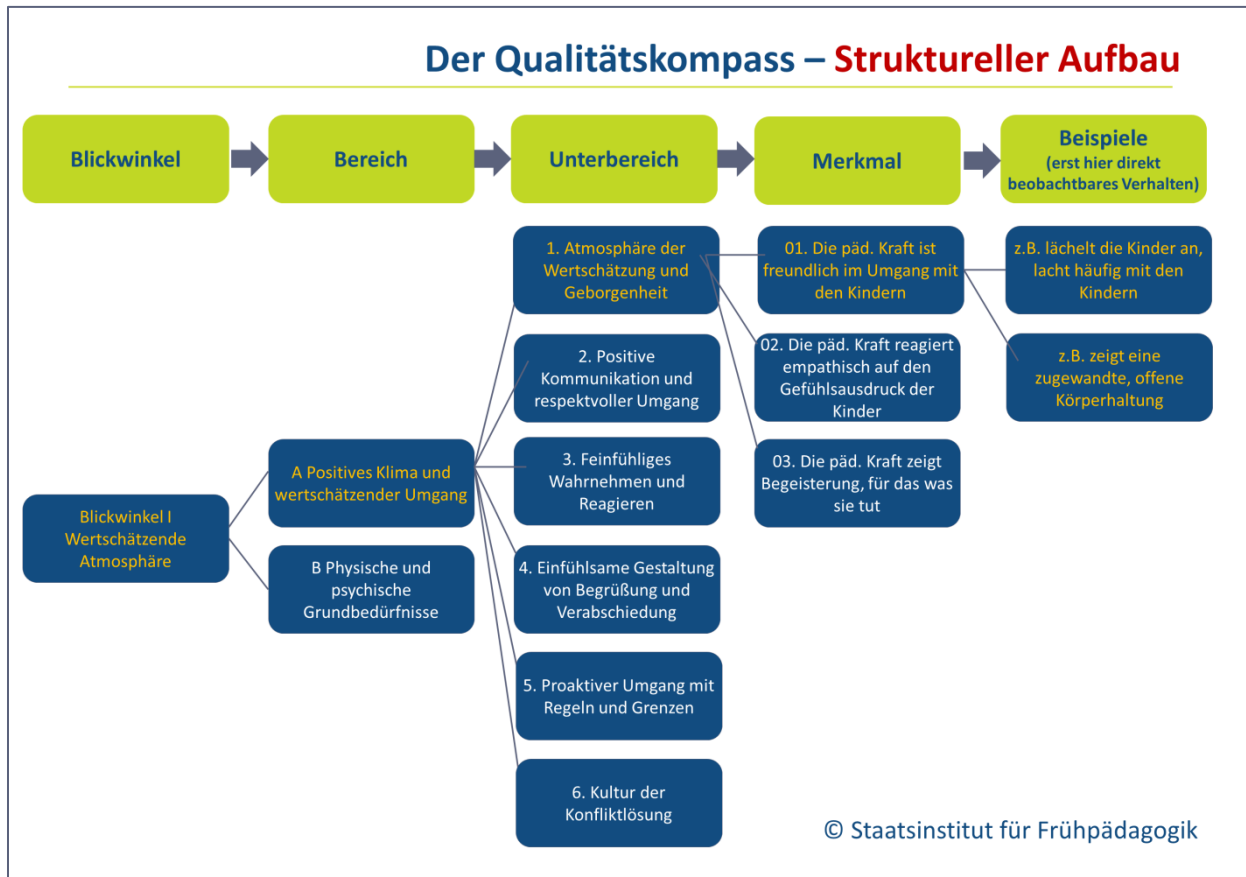 Der Qualitätskompass – Struktureller Aufbau
Blickwinkel
Bereich
Unterbereich
Merkmal
Beispiele
(erst hier direkt
beobachtbares Verhalten)
Blickwinkel I
Wertschätzende
Atmosphäre
A Positives Klima und
wertschätzender Umgang
B Physische und
psychische
Grundbedürfnisse
1. Atmosphäre der
Wertschätzung und
Geborgenheit
2. Positive
Kommunikation und
respektvoller Umgang
3. Feinfühliges
Wahrnehmen und
Reagieren
4. Einfühlsame Gestaltung
von Begrüßung und
Verabschiedung
5. Proaktiver Umgang mit
Regeln und Grenzen
6. Kultur der
Konfliktlösung
01. Die päd. Kraft ist
freundlich im Umgang mit
den Kindern
02. Die päd. Kraft reagiert
empathisch auf den
Gefühlsausdruck der
Kinder
03. Die päd. Kraft zeigt
Begeisterung, für das was
sie tut
z.B. lächelt die Kinder an,
lacht häufig mit den
Kindern
z.B. zeigt eine
zugewandte, offene
Körperhaltung
© Staatsinstitut für Frühpädagogik